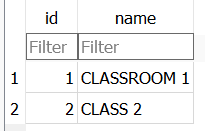 id name
Filter Filter
1 1 CLASSROOM 1
2 2 CLASS 2